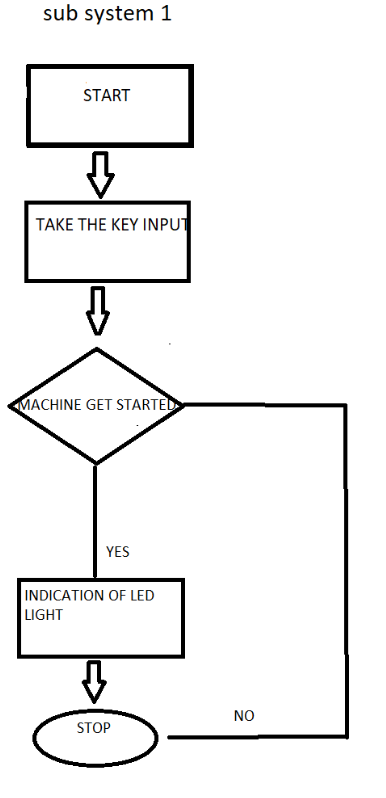 sub system 1
START
TAKE THE KEY INPUT
MACHINE GET STARTED
YES
INDICATION OF LED
LIGHT
NO
STOP